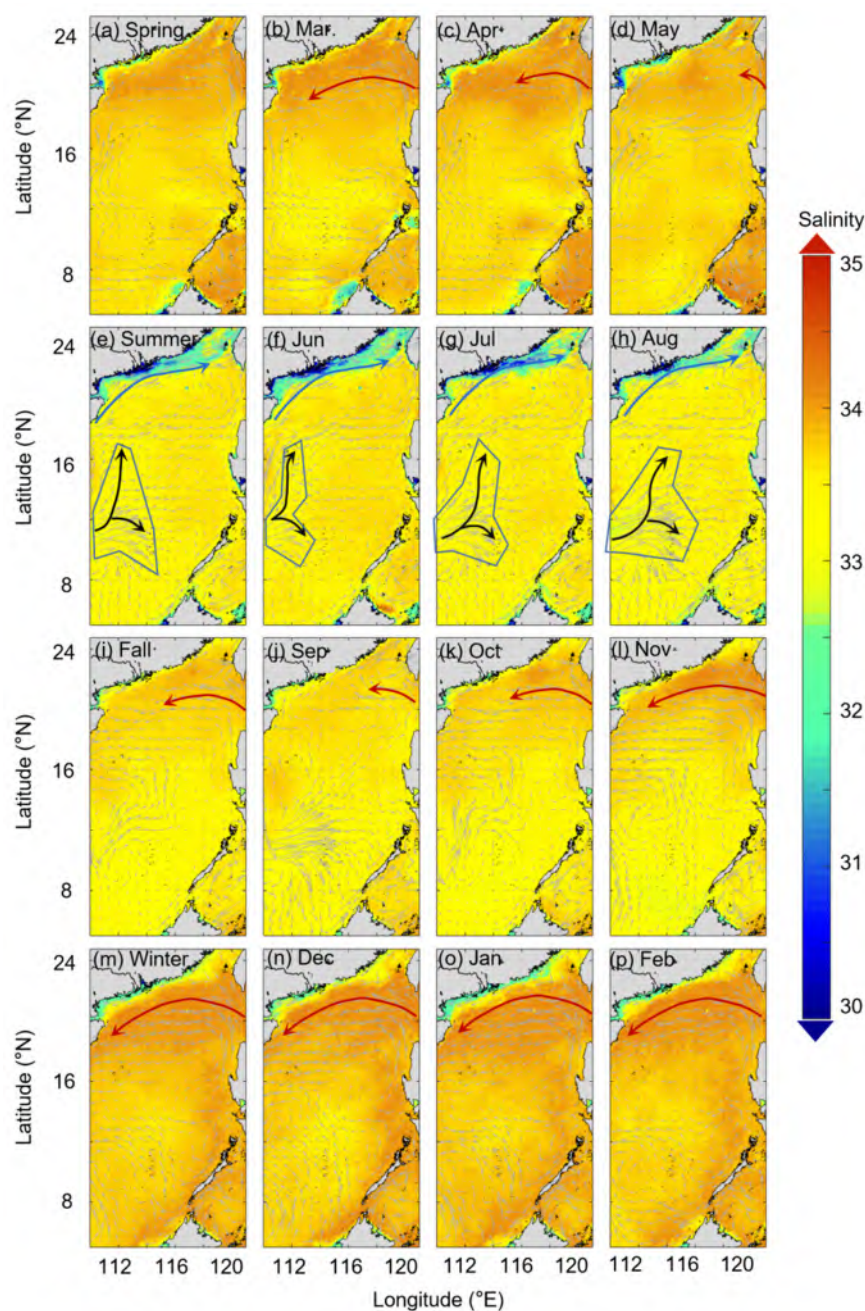 (a) Spring
(b) Mar.
(c) Apr
(d) May
24
16
8
Latitude (°N)
(e) Summer
(f) Jun
(g) Jul
(h) Aug
24
16
8
Latitude (°N)
(i) Fall
(j) Sep
(k) Oct
(l) Nov
24
16
8
Latitude (°N)
(m) Winter
(n) Dec
(o) Jan
(p) Feb
24
16
8
Latitude (°N)
112 116 120
112 116 120
112 116 120
112 116 120
Longitude (°E)
Salinity
35
34
33
32
31
30